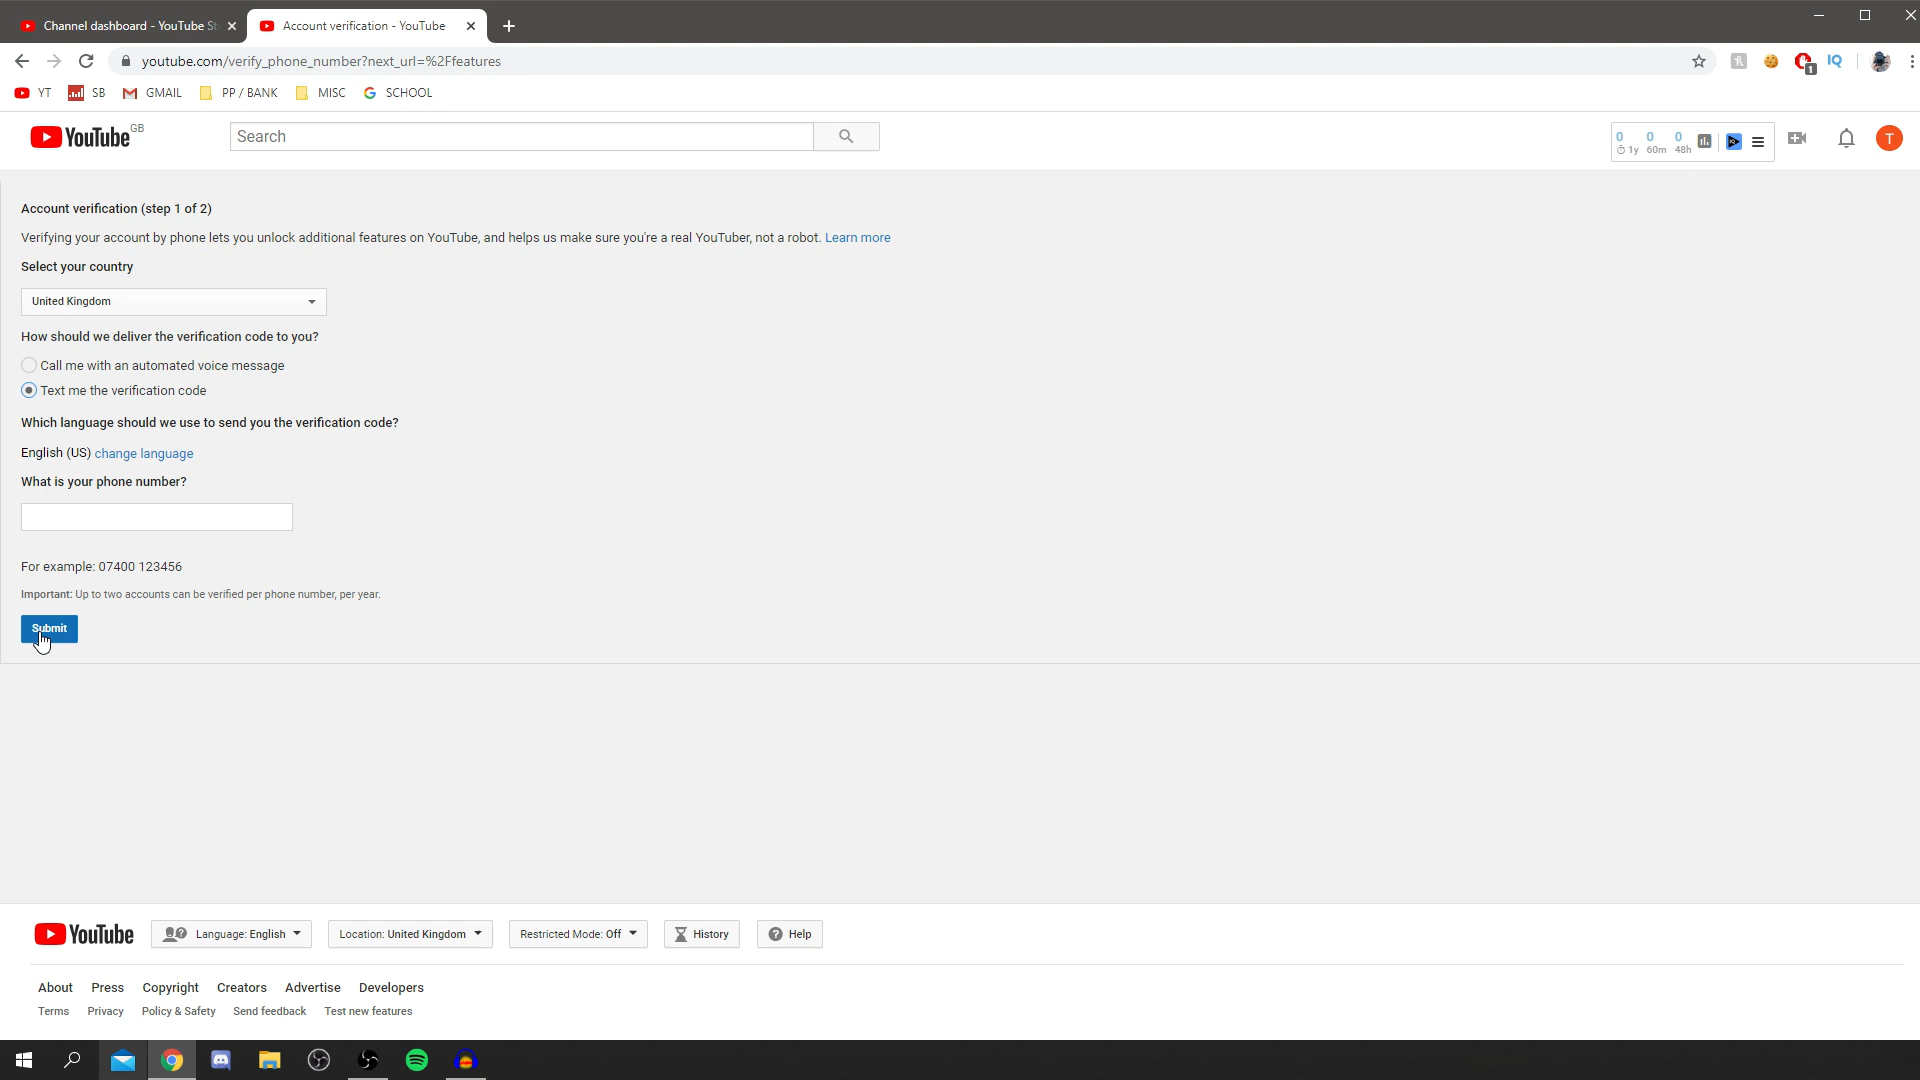 Channel dashboard - YouTube St
Account verification - YouTube
youtube.com/verify_phone_number?next_url=%2Ffeatures
1
IQ
YT
SB
GMAIL
PP / BANK
MISC
SCHOOL
YouTube GB
Search
0 0 0
1y 60m 48h
T
Account verification (step 1 of 2)
Verifying your account by phone lets you unlock additional features on YouTube, and helps us make sure you're a real YouTuber, not a robot. Learn more
Select your country
United Kingdom
How should we deliver the verification code to you?
Call me with an automated voice message
Text me the verification code
Which language should we use to send you the verification code?
English (US) change language
What is your phone number?
For example: 07400 123456
Important: Up to two accounts can be verified per phone number, per year.
Submit
YouTube
Language: English
Location: United Kingdom
Restricted Mode: Off
History
Help
About Press Copyright Creators Advertise Developers
Terms Privacy Policy & Safety Send feedback Test new features